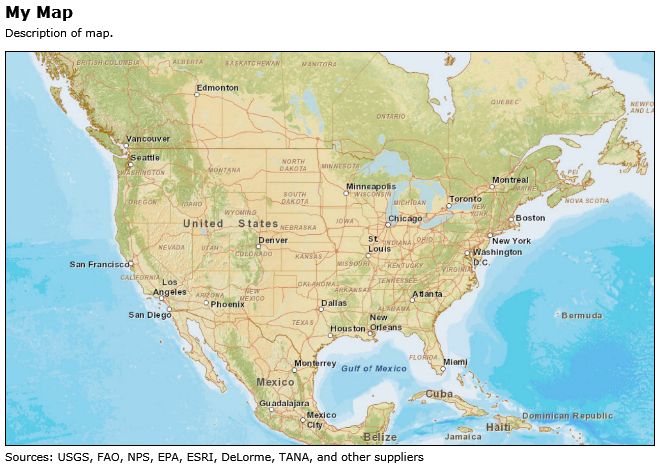 My Map
Description of map.
BRITISH COLUMBIA
ALBERTA
MANITOBA
SASKATCHEWAN
Edmonton
QUEBEC
ONTARIO
Vancouver
Seattle
WASHINGTON
MONTANA
NORTH
DAKOTA
MINNESOTA
Montreal
PEI
NOVA SCOTIA
OREGON
IDAHO
SOUTH
DAKOTA
Minneapolis
WISCONSIN
MICHIGAN
Toronto
NEW
YORK
WYOMING
IOWA
Chicago
Boston
United States
NEBRASKA
New York
NEVADA
UTAH
Denver
COLORADO
KANSAS
St.
Louis
MISSOURI
INDIANA
OHIO
Washington
D.C.
San Francisco
CALIFORNIA
KENTUCKY
VIRGINIA
Los
Angeles
ARIZONA
Phoenix
NEW
MEXICO
OKLAHOMA
ARKANSAS
TENNESSEE
Atlanta
San Diego
Dallas
TEXAS
ALABAMA
Houston
New
Orleans
Bermuda
FLORIDA
Miami
Monterrey
Gulf of Mexico
Mexico
Cuba
Guadalajara
Mexico
City
Dominican Republic
Haiti
Belize
Jamaica
Sources: USGS, FAO, NPS, EPA, ESRI, DeLorme, TANA, and other suppliers